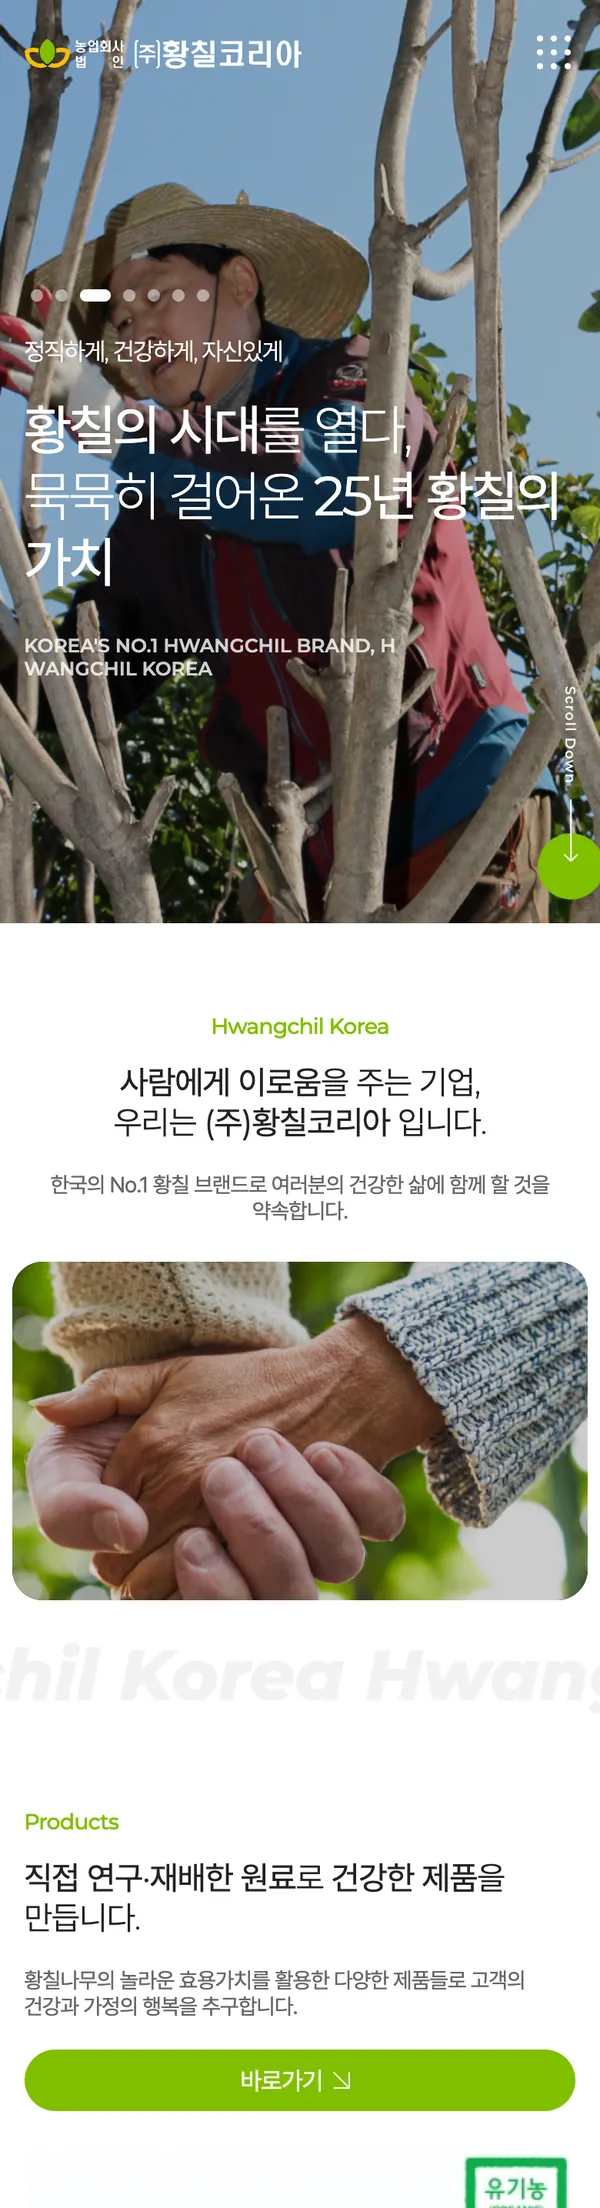 농업회사
법 인
(주)황칠코리아
정직하게, 건강하게, 자신있게
황칠의 시대를 열다,
묵묵히 걸어온 25년 황칠의
가치
KOREA'S NO.1 HWANGCHIL BRAND, H
WANGCHIL KOREA
Scroll Down
Hwangchil Korea
사람에게 이로움을 주는 기업,
우리는 (주)황칠코리아 입니다.
한국의 No.1 황칠 브랜드로 여러분의 건강한 삶에 함께 할 것을
약속합니다.
chil Korea Hwang
Products
직접 연구·재배한 원료로 건강한 제품을
만듭니다.
황칠나무의 놀라운 효용가치를 활용한 다양한 제품들로 고객의
건강과 가정의 행복을 추구합니다.
바로가기
유기농